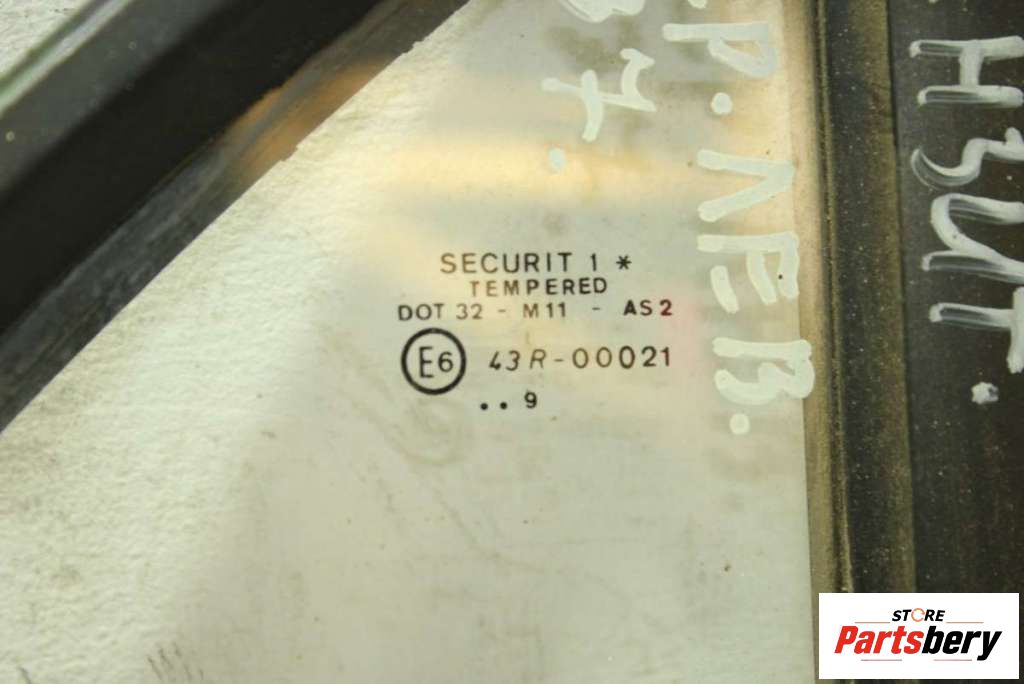 SECURIT 1 *
TEMPERED
DOT 32 - M11 - AS2
E6 43R-00021
.. 9
STORE
Partsbery